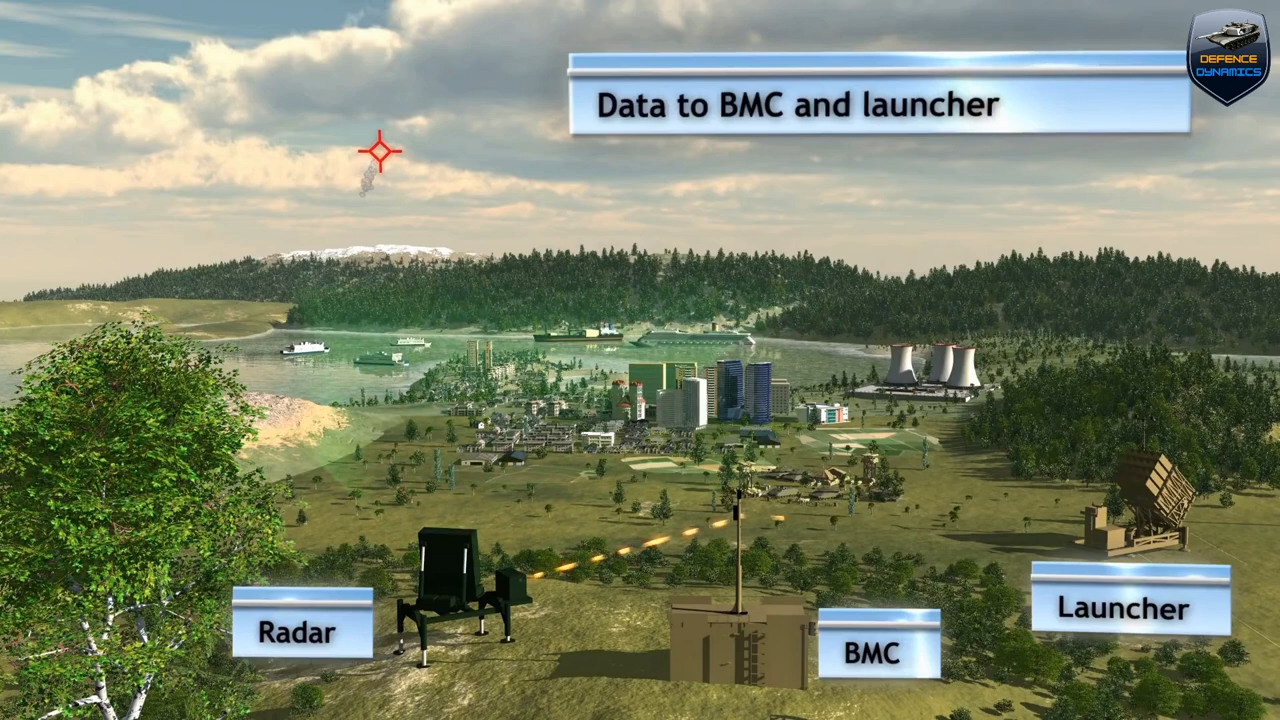 Data to BMC and launcher
DEFENCE
DYNAMICS
Radar
BMC
Launcher